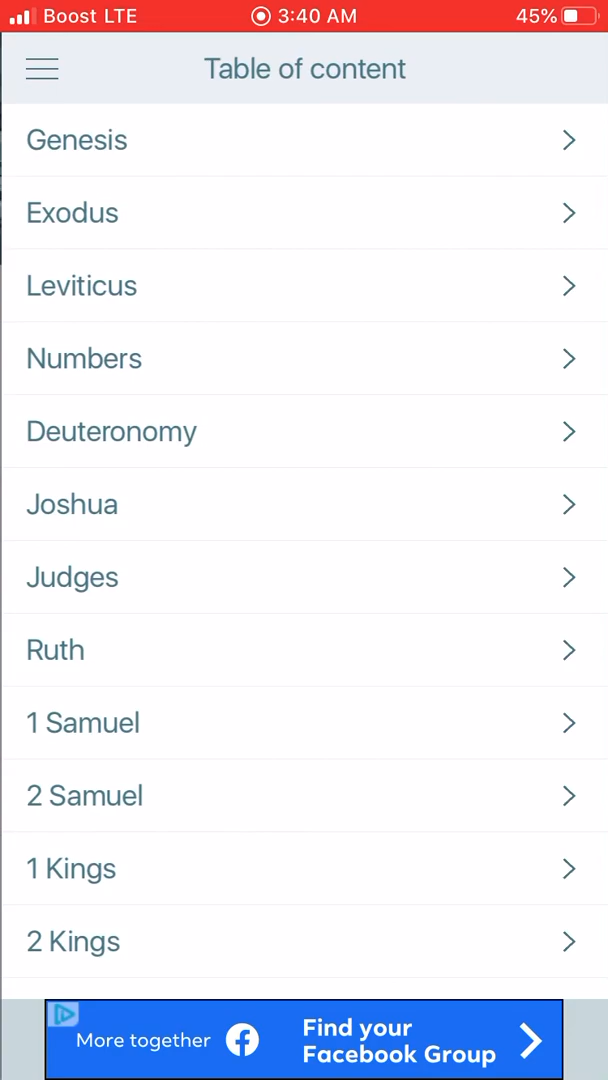 Boost LTE 3:40 AM 45%
Table of content
Genesis
Exodus
Leviticus
Numbers
Deuteronomy
Joshua
Judges
Ruth
1 Samuel
2 Samuel
1 Kings
2 Kings
More together
Find your
Facebook Group